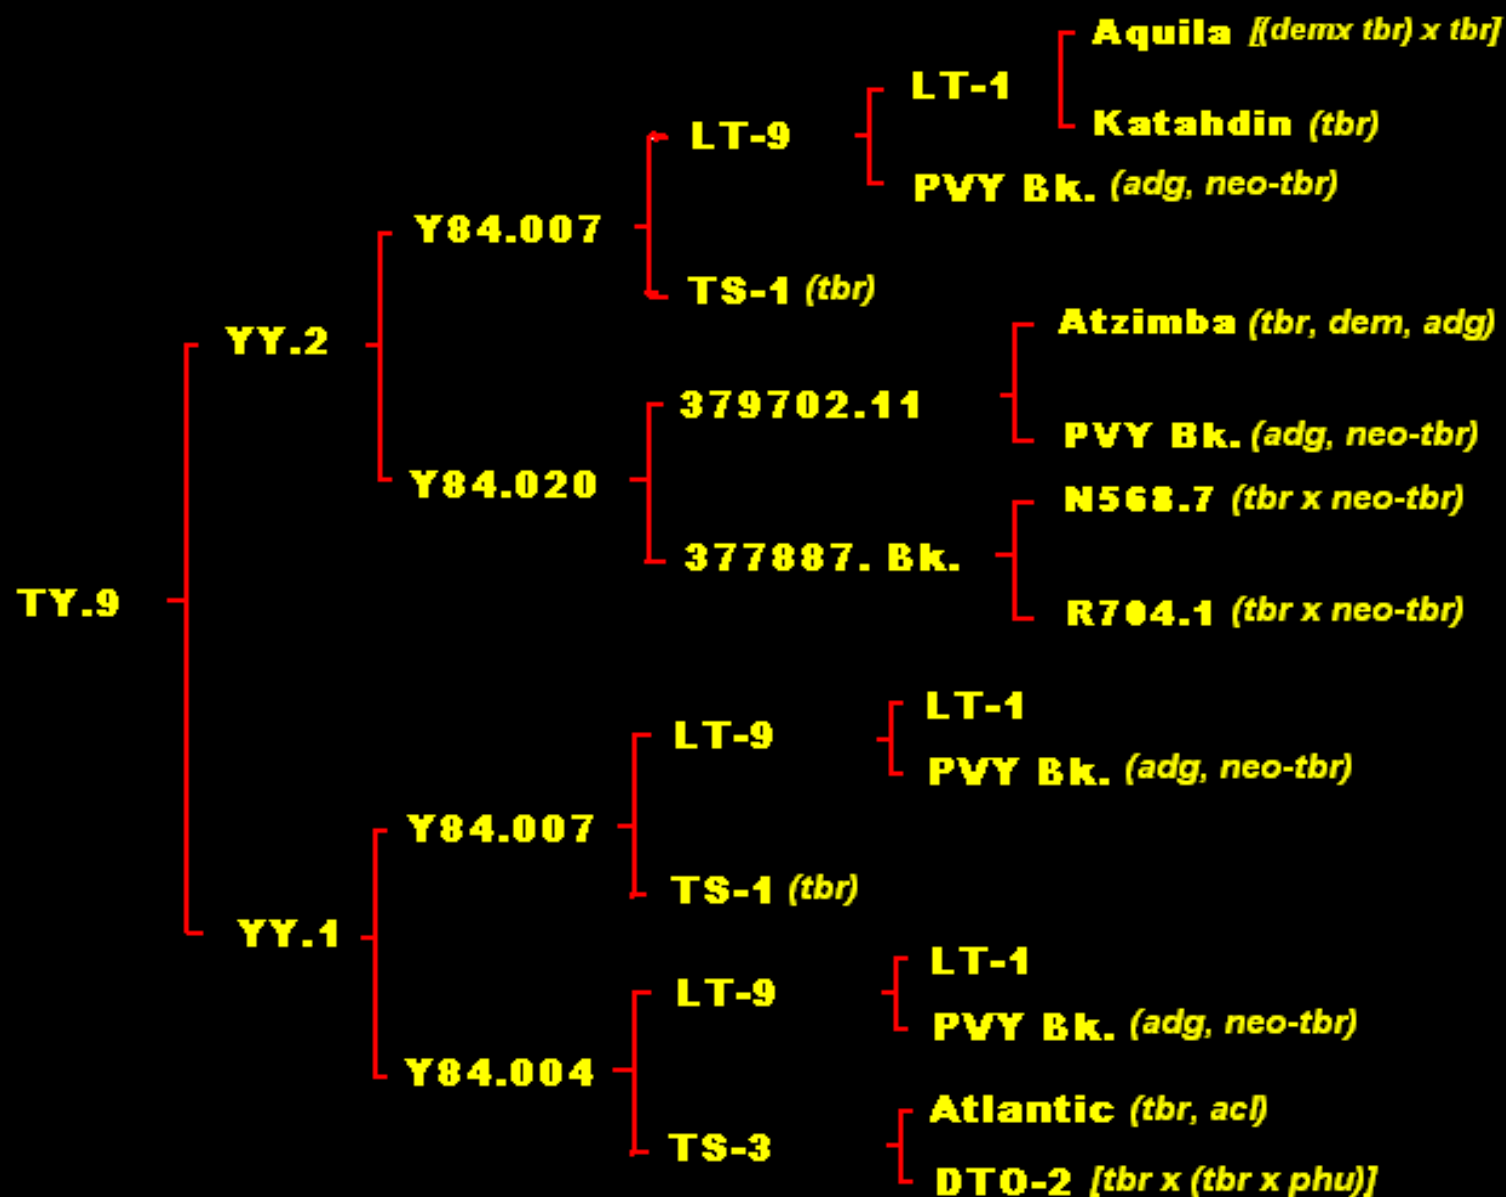 Aquila [(demx tbr) x tbr]
LT-1
Katahdin (tbr)
LT-9
PVY Bk. (adg, neo-tbr)
Y84.007
TS-1 (tbr)
Atzimba (tbr, dem, adg)
YY.2
379702.11
PVY Bk. (adg, neo-tbr)
Y84.020
N568.7 (tbr x neo-tbr)
377887. Bk.
TY.9
R704.1 (tbr x neo-tbr)
LT-1
LT-9
PVY Bk. (adg, neo-tbr)
Y84.007
TS-1 (tbr)
YY.1
LT-1
LT-9
PVY Bk. (adg, neo-tbr)
Y84.004
Atlantic (tbr, acl)
TS-3
DTO-2 [tbr x (tbr x phu)]